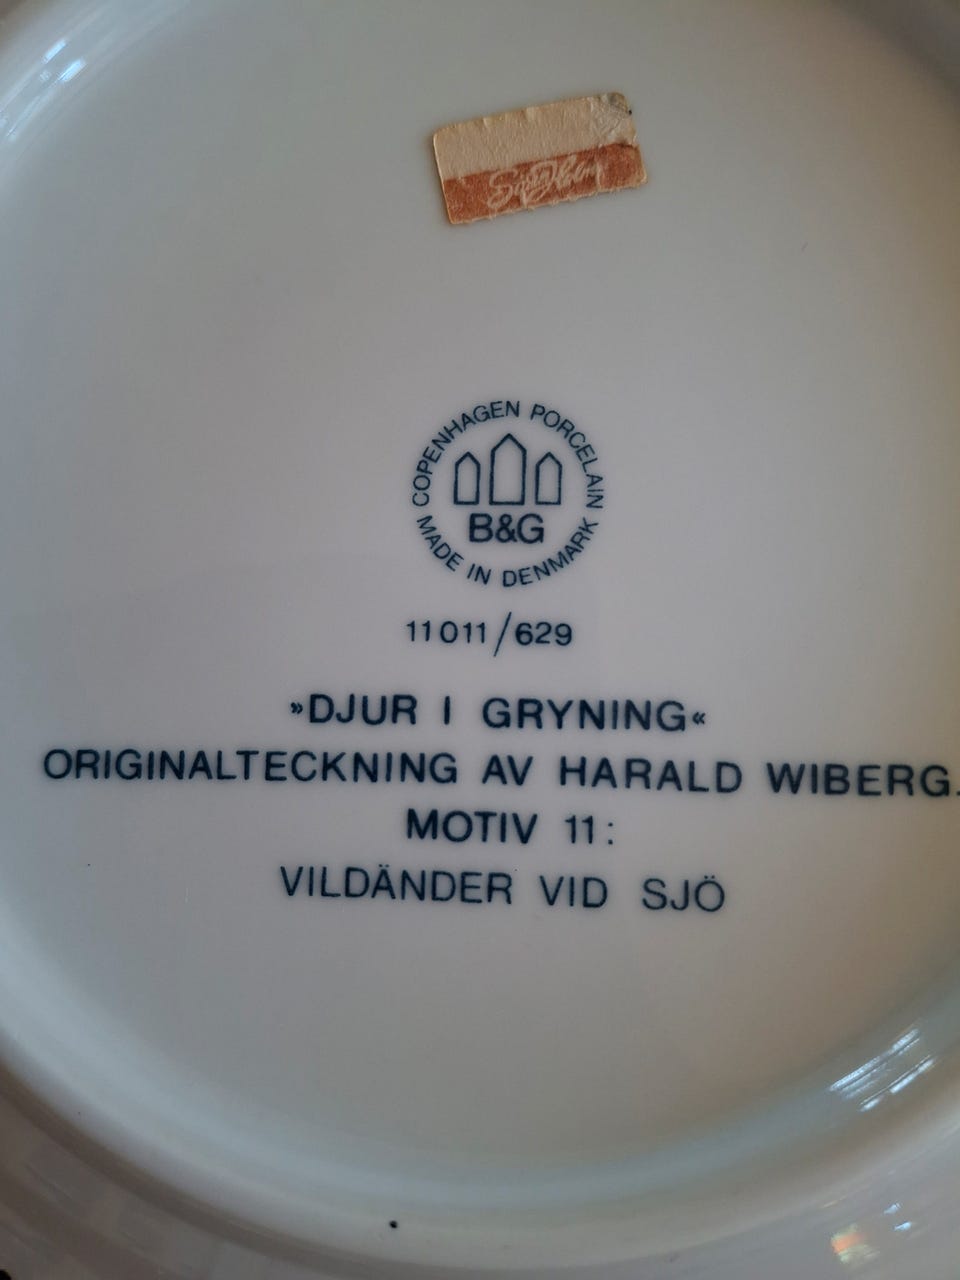 COPENHAGEN PORCELAIN
B&G
MADE IN DENMARK
11011/629
»DJUR I GRYNING«
ORIGINALTECKNING AV HARALD WIBERG.
MOTIV 11:
VILDÄNDER VID SJÖ